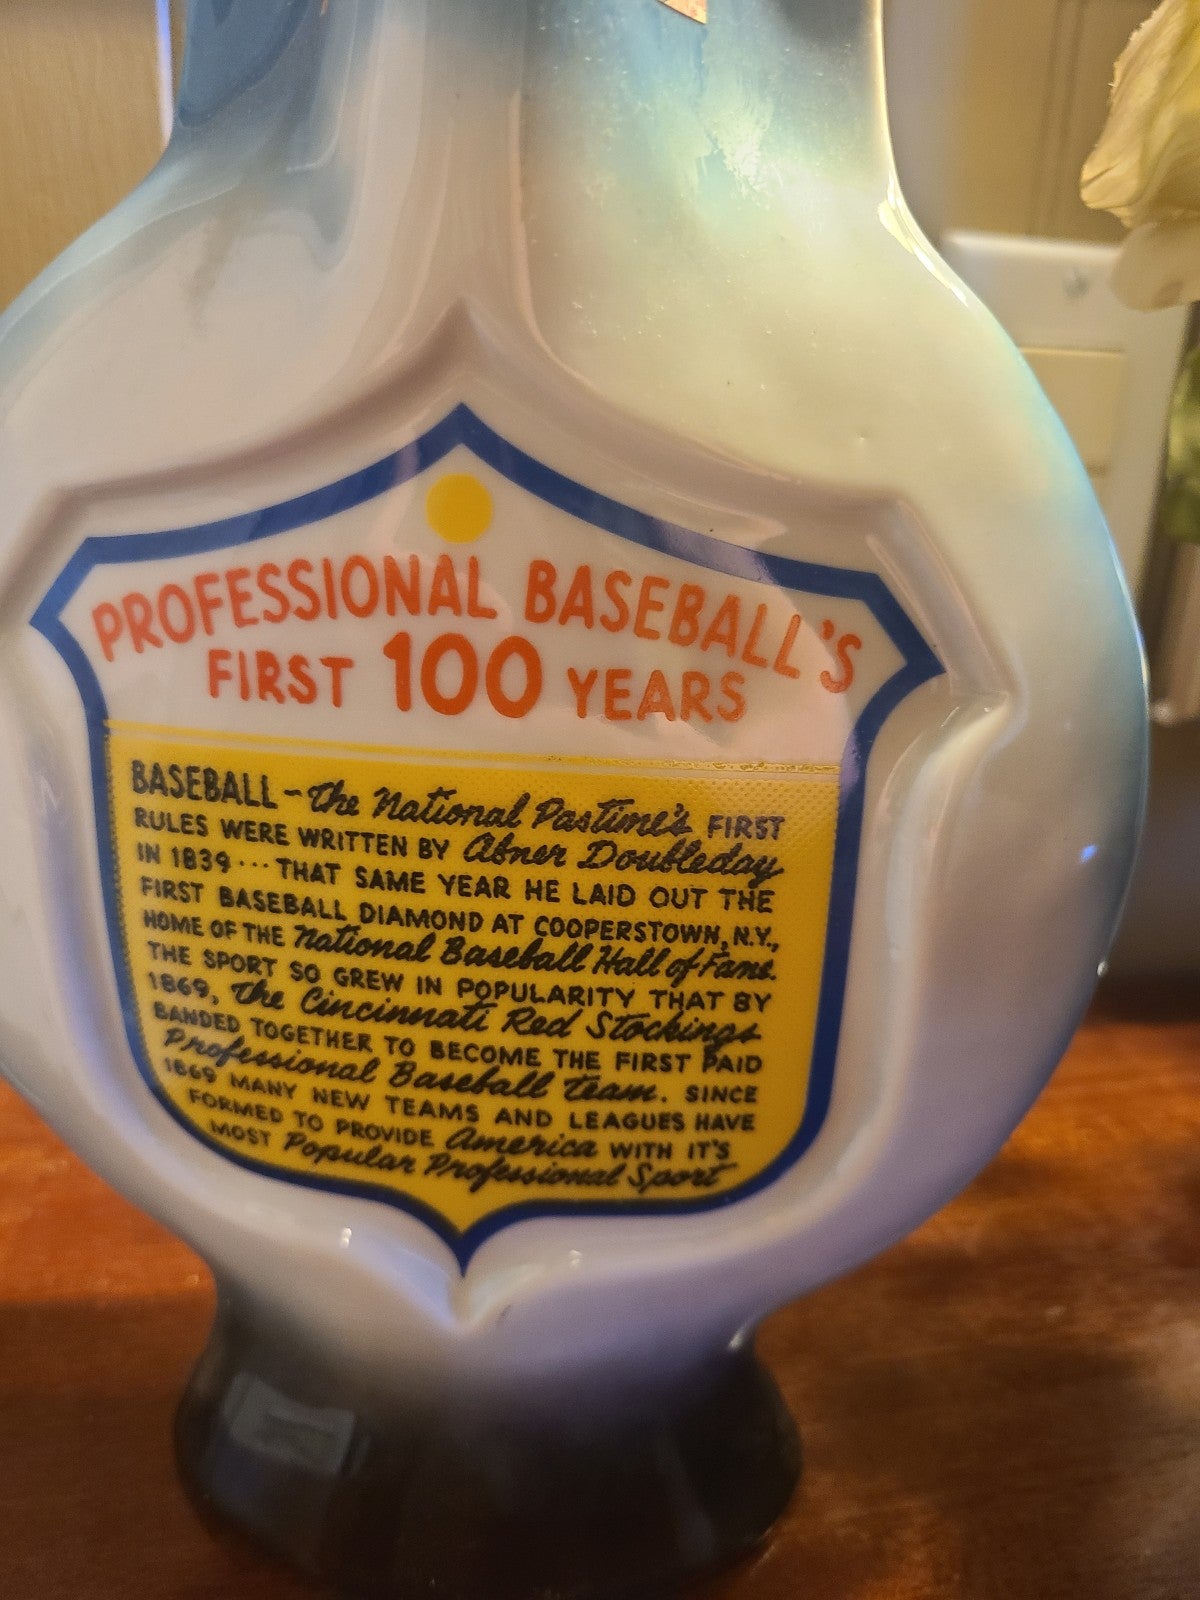 PROFESSIONAL BASEBALL'S
FIRST 100 YEARS
BASEBALL - The National Pastime's FIRST
RULES WERE WRITTEN BY Abner Doubleday
IN 1839 ... THAT SAME YEAR HE LAID OUT THE
FIRST BASEBALL DIAMOND AT COOPERSTOWN, N.Y.,
HOME OF THE National Baseball Hall of Fame.
THE SPORT SO GREW IN POPULARITY THAT BY
1869, The Cincinnati Red Stockings
BANDED TOGETHER TO BECOME THE FIRST PAID
Professional Baseball team. SINCE
1869 MANY NEW TEAMS AND LEAGUES HAVE
FORMED TO PROVIDE America WITH IT'S
MOST Popular Professional Sport